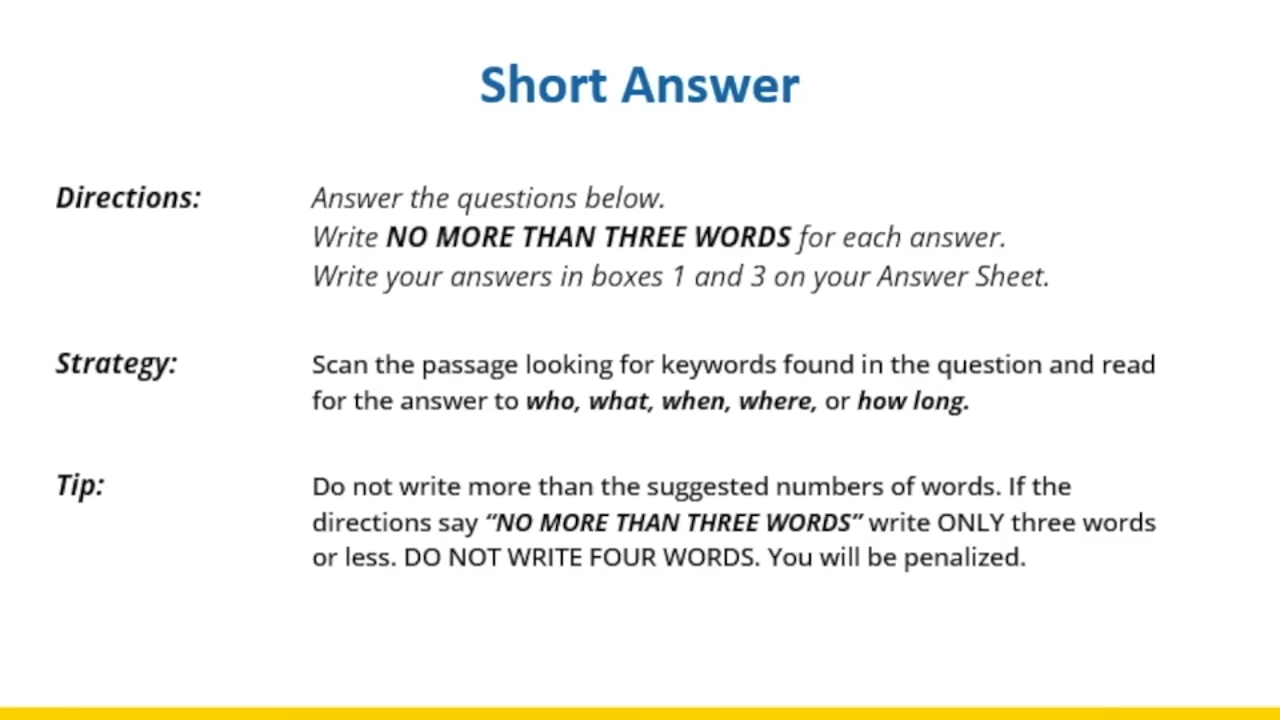 Short Answer
Directions:
Answer the questions below.
Write NO MORE THAN THREE WORDS for each answer.
Write your answers in boxes 1 and 3 on your Answer Sheet.
Strategy:
Scan the passage looking for keywords found in the question and read
for the answer to who, what, when, where, or how long.
Tip:
Do not write more than the suggested numbers of words. If the
directions say “NO MORE THAN THREE WORDS” write ONLY three words
or less. DO NOT WRITE FOUR WORDS. You will be penalized.